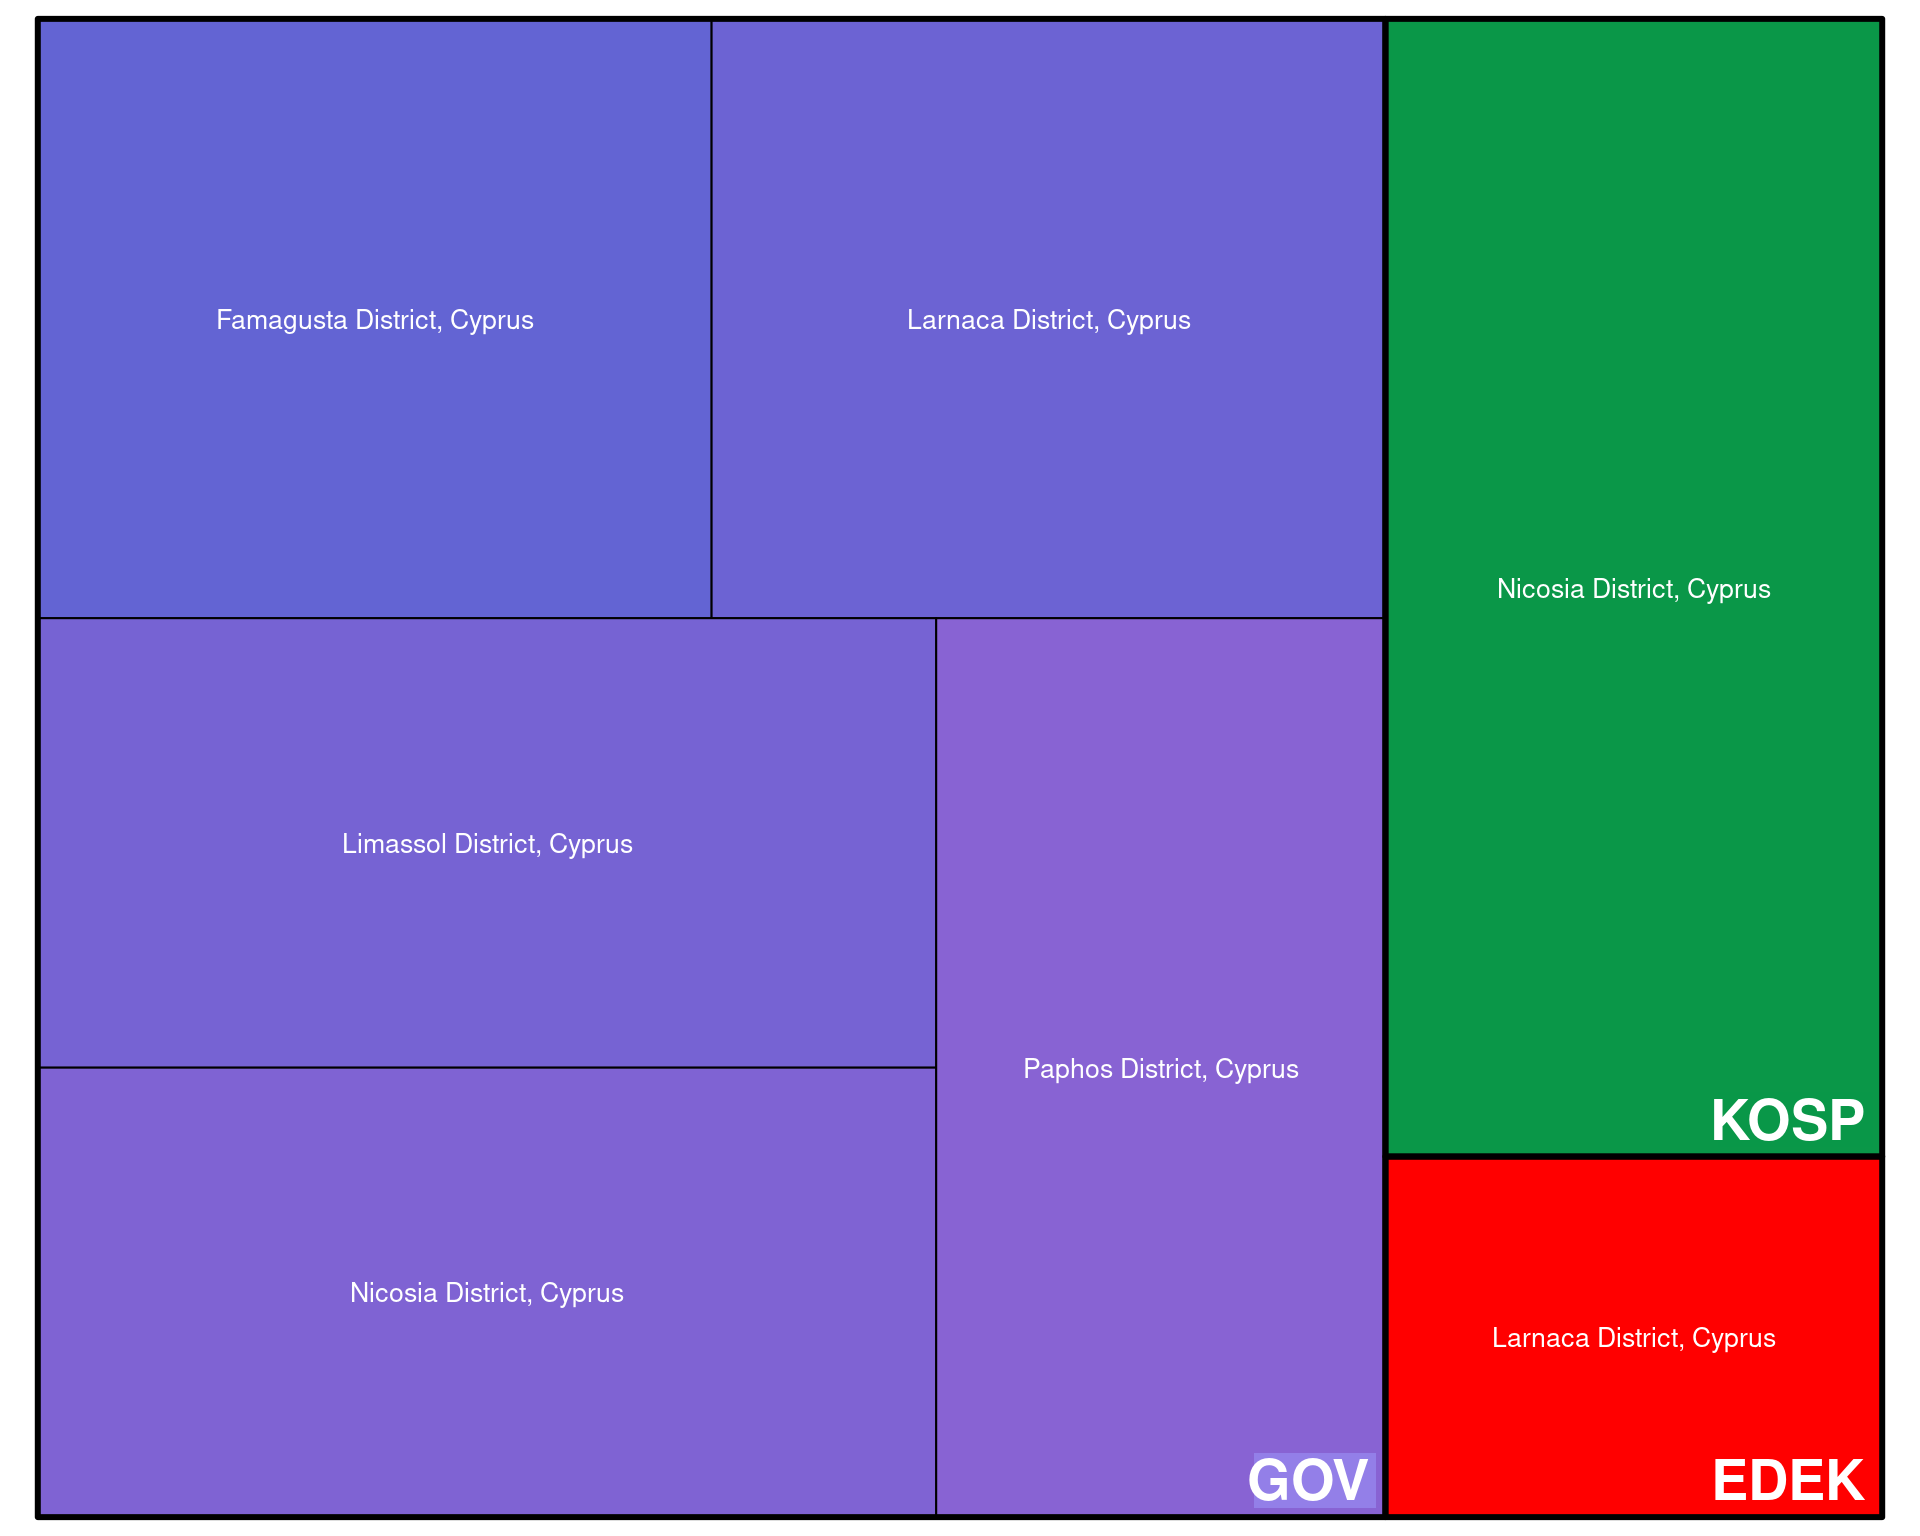 Famagusta District, Cyprus
Larnaca District, Cyprus
Nicosia District, Cyprus
Limassol District, Cyprus
Paphos District, Cyprus
KOSP
Nicosia District, Cyprus
Larnaca District, Cyprus
GOV
EDEK